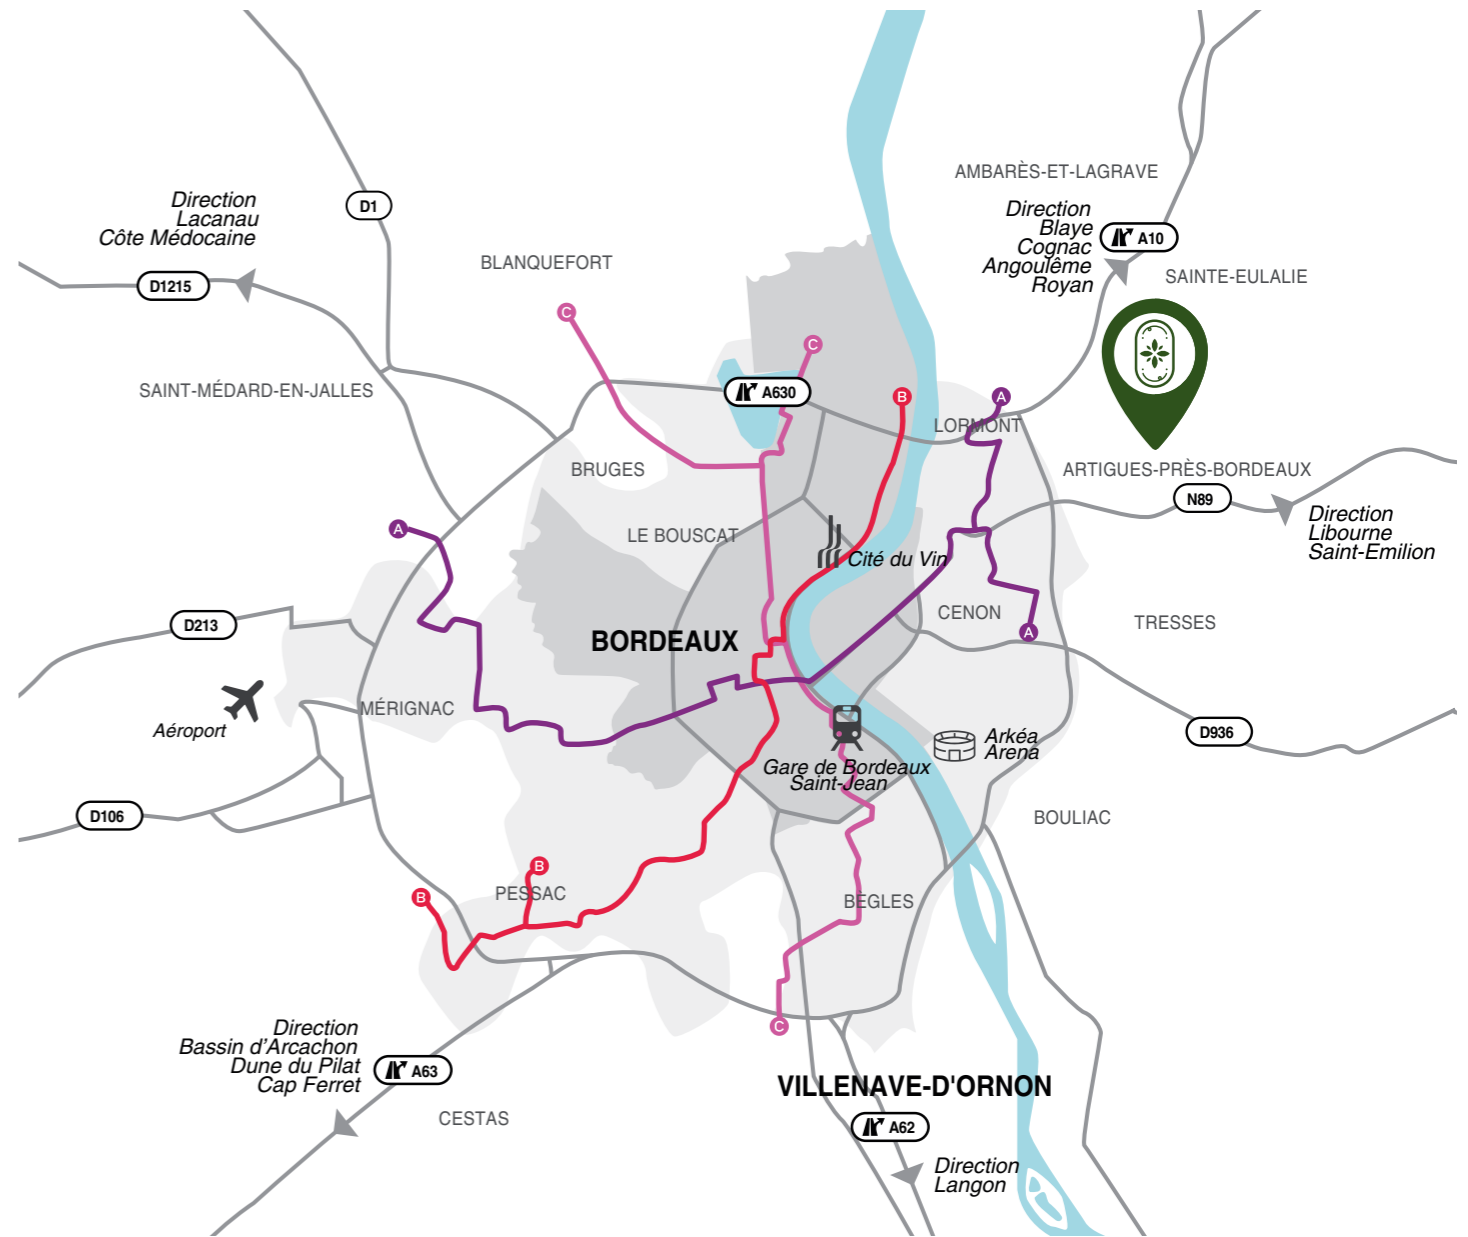 AMBARÈS-ET-LAGRAVE
Direction
Lacanau
Côte Médocaine
D1
Direction
Blaye
Cognac
Angoulême
Royan
A10
BLANQUEFORT
SAINTE-EULALIE
D1215
C
C
SAINT-MÉDARD-EN-JALLES
A630
B
A
LORMONT
BRUGES
ARTIGUES-PRÈS-BORDEAUX
N89
A
LE BOUSCAT
Direction
Libourne
Saint-Emilion
Cité du Vin
CENON
D213
TRESSES
A
BORDEAUX
MÉRIGNAC
Aéroport
D936
Arkéa
Arena
Gare de Bordeaux
Saint-Jean
D106
BOULIAC
B
B
PESSAC
BÈGLES
C
Direction
Bassin d'Arcachon
Dune du Pilat
Cap Ferret
A63
VILLENAVE-D'ORNON
CESTAS
A62
Direction
Langon